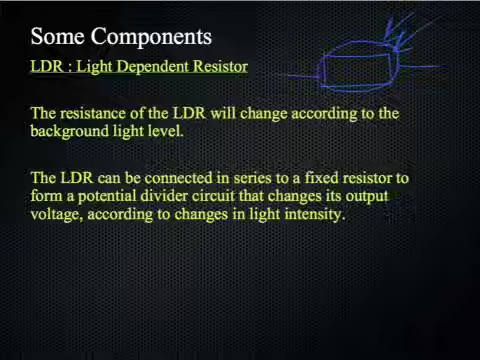 Some Components
LDR : Light Dependent Resistor
The resistance of the LDR will change according to the
background light level.
The LDR can be connected in series to a fixed resistor to
form a potential divider circuit that changes its output
voltage, according to changes in light intensity.